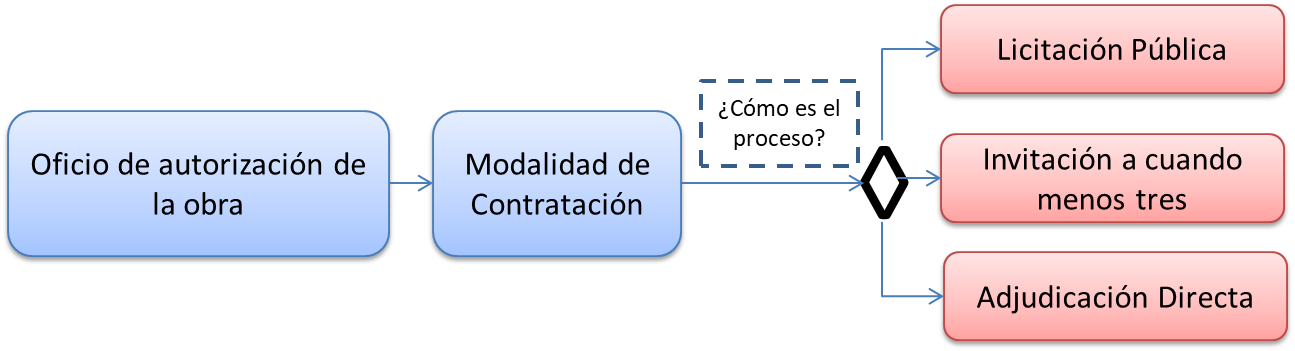 Oficio de autorización de
la obra
Modalidad de
Contratación
¿Cómo es el
proceso?
Licitación Pública
Invitación a cuando
menos tres
Adjudicación Directa